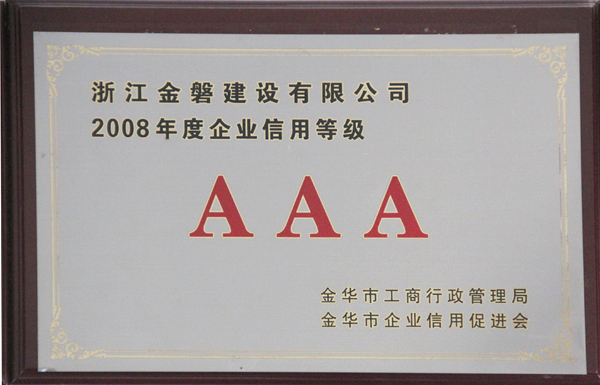 浙江金磐建设有限公司
2008年度企业信用等级
AAA
金华市工商行政管理局
金华市企业信用促进会